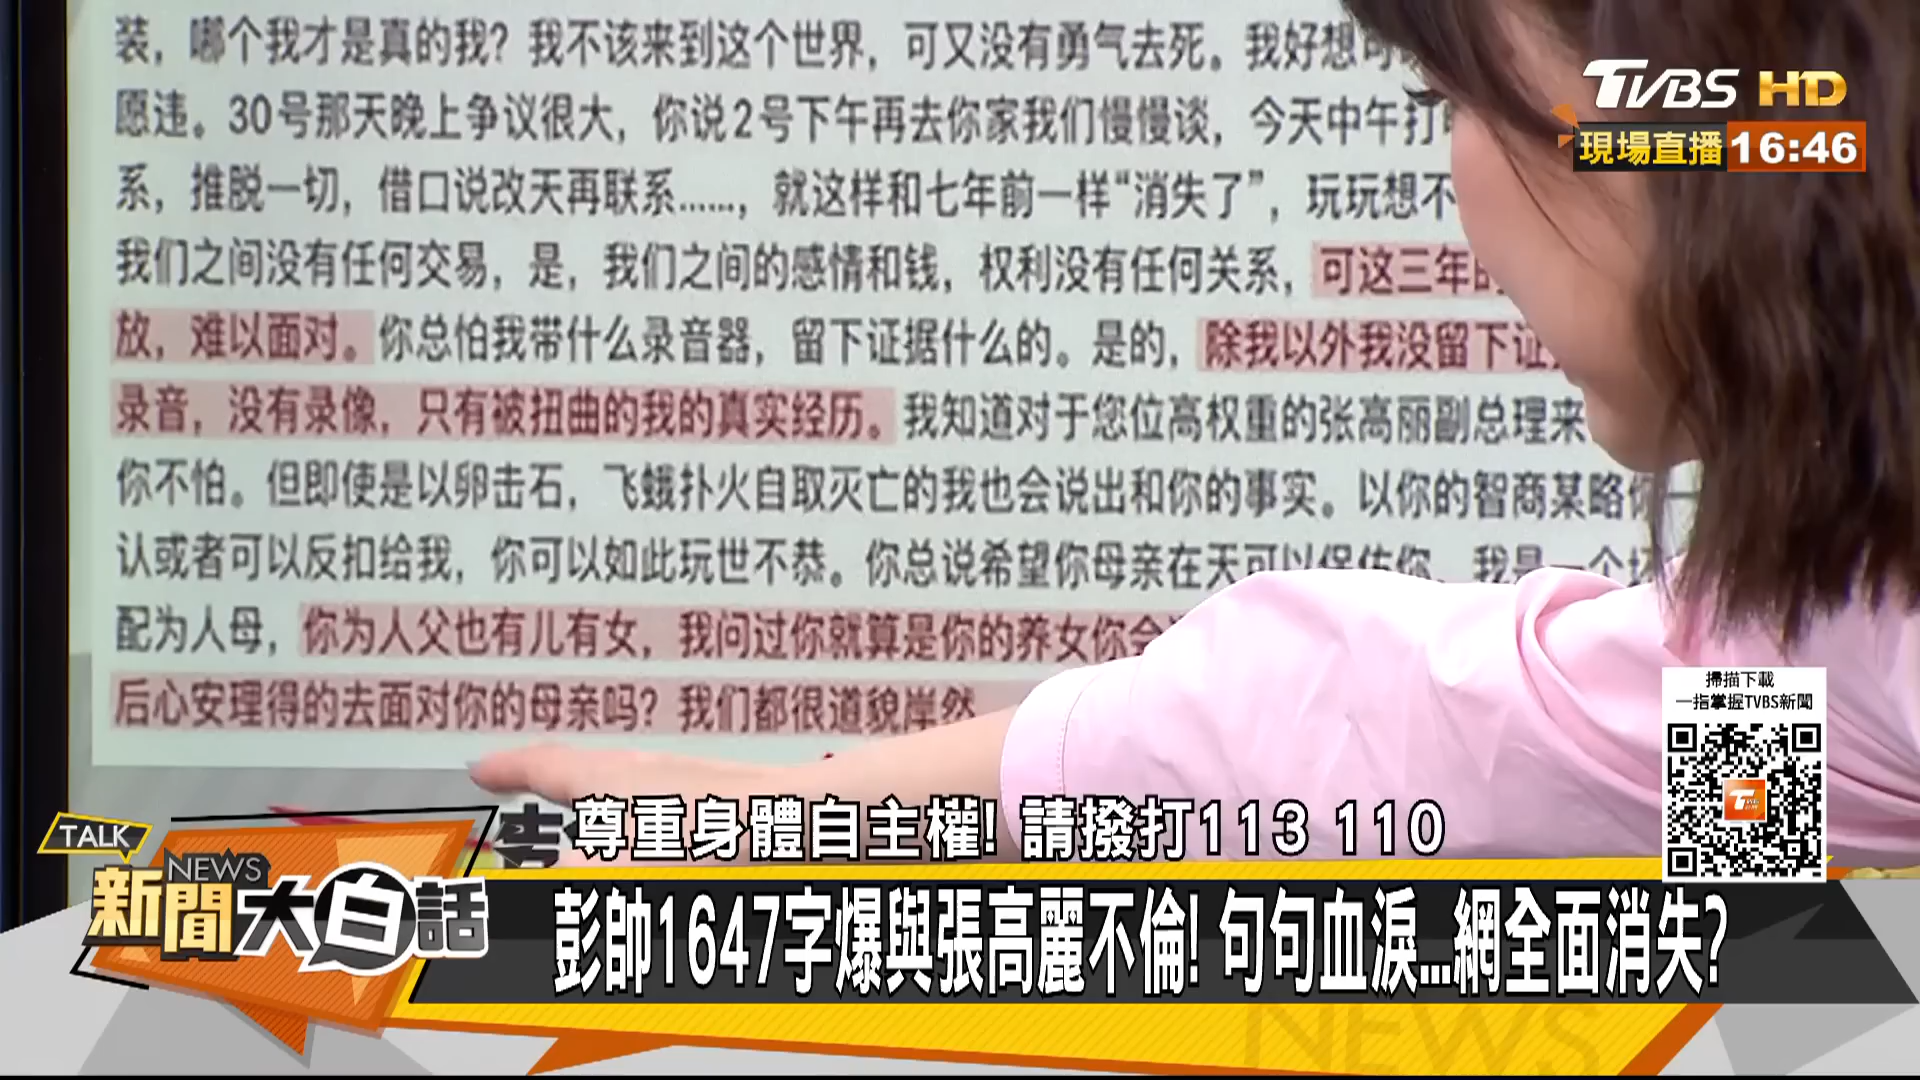 装，哪个我才是真的我？我不该来到这个世界，可又没有勇气去死。我好想
愿违。30号那天晚上争议很大，你说2号下午再去你家我们慢慢谈，今天中午打
系，推脱一切，借口说改天再联系……，就这样和七年前一样“消失了”，玩玩想不
我们之间没有任何交易，是，我们之间的感情和钱，权利没有任何关系，可这三年的
放，难以面对。你总怕我带什么录音器，留下证据什么的。是的，除我以外我没留下证
录音，没有录像，只有被扭曲的我的真实经历。我知道对于您位高权重的张高丽副总理来
你不怕。但即使是以卵击石，飞蛾扑火自取灭亡的我也会说出和你的事实。以你的智商某略你一
认或者可以反扣给我，你可以如此玩世不恭。你总说希望你母亲在天可以保佑你，我是一个坏
配为人母，你为人父也有儿有女，我问过你就算是你的养女你会
后心安理得的去面对你的母亲吗？我们都很道貌岸然
TVBS HD
現場直播 16:46
掃描下載
一指掌握TVBS新聞
尊重身體自主權! 請撥打113 110
TALK
NEWS
新聞大白話
彭帥1647字爆與張高麗不倫! 句句血淚...網全面消失?
NEWS